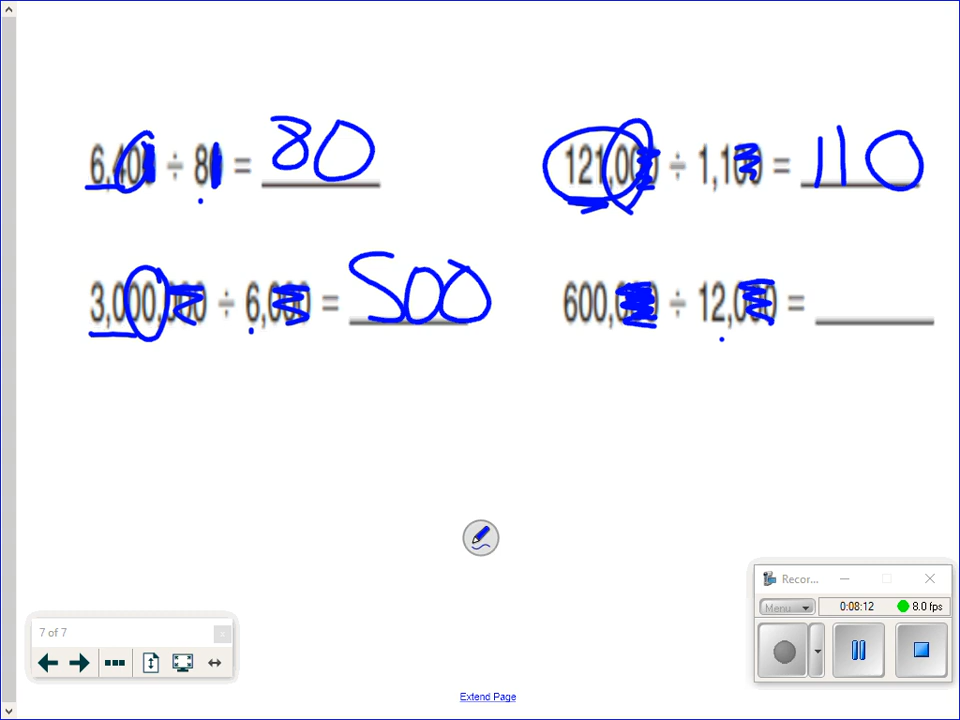 6,400 ÷ 80 = 80
121,000 ÷ 1,100 = 110
3,000,000 ÷ 6,000 = 500
600,000 ÷ 12,000 =
7 of 7
Recor...
Menu
0:08:12
8.0 fps
Extend Page